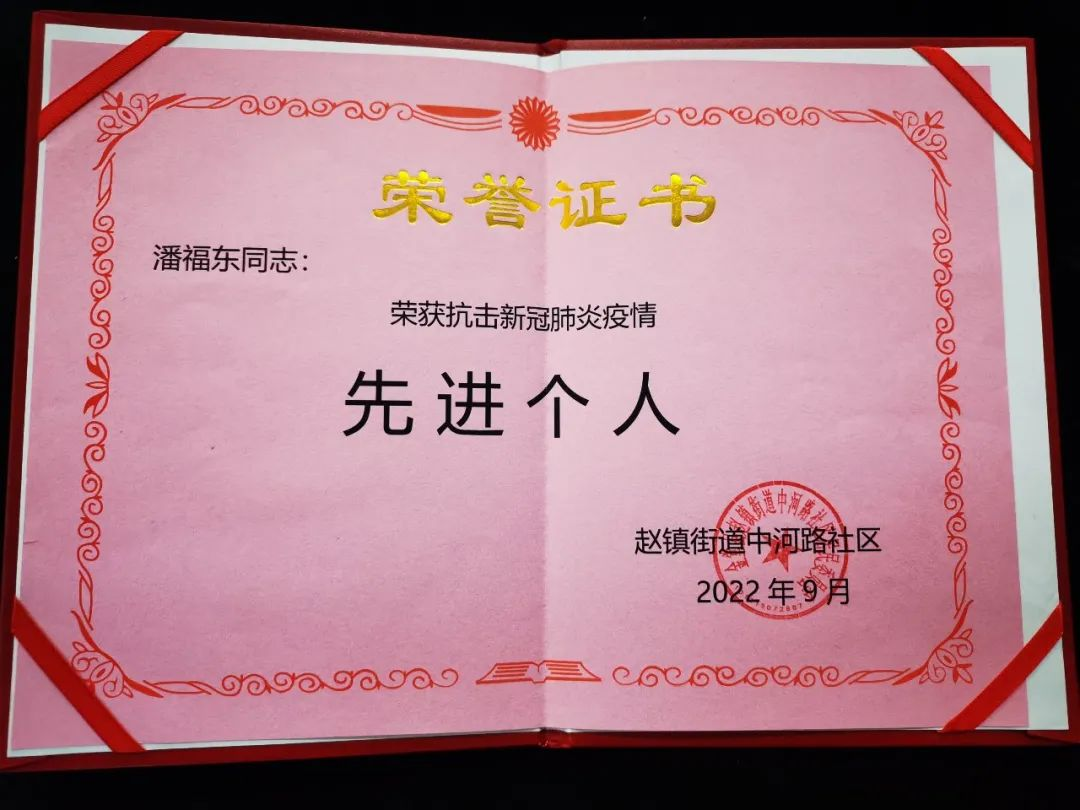 荣誉证书
潘福东同志：
荣获抗击新冠肺炎疫情
先进个人
赵镇街道中河路社区
2022年9月